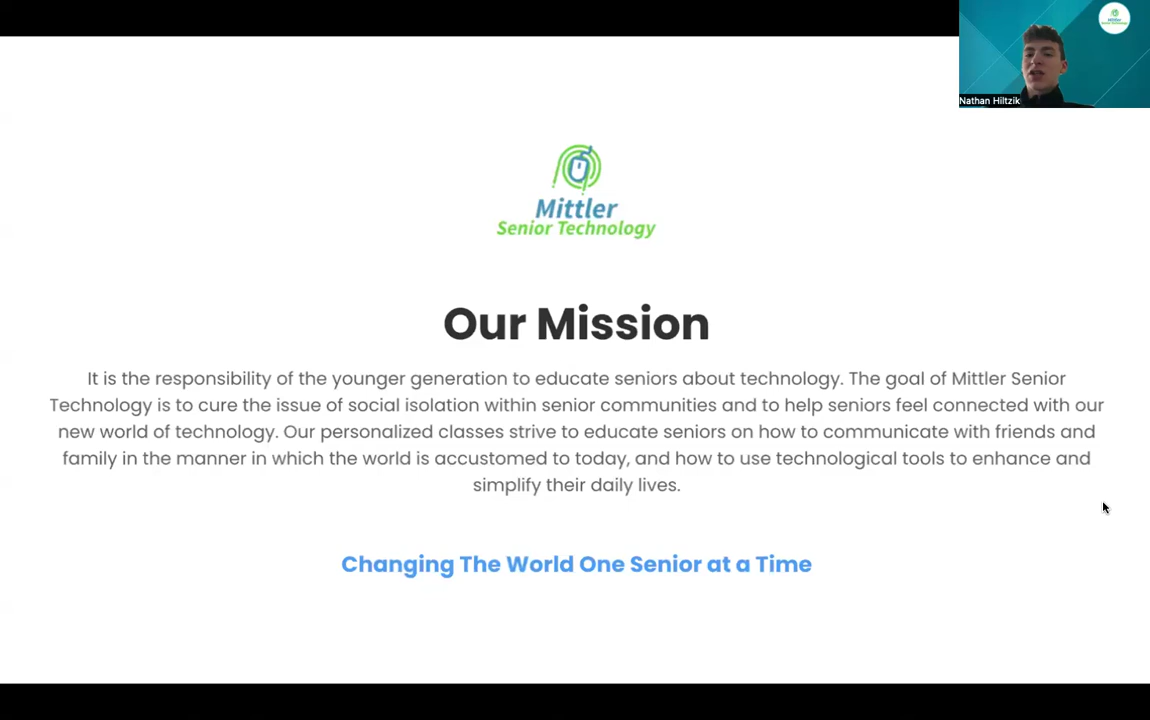 Nathan Hiltzik
Mittler
Senior Technology
Our Mission
It is the responsibility of the younger generation to educate seniors about technology. The goal of Mittler Senior
Technology is to cure the issue of social isolation within senior communities and to help seniors feel connected with our
new world of technology. Our personalized classes strive to educate seniors on how to communicate with friends and
family in the manner in which the world is accustomed to today, and how to use technological tools to enhance and
simplify their daily lives.
Changing The World One Senior at a Time